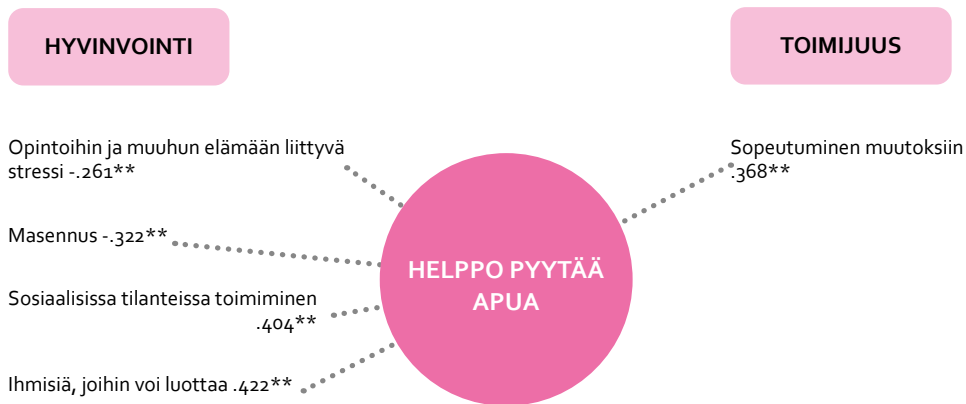 HYVINVOINTI
TOIMIJUUS
Opintoihin ja muuhun elämään liittyvä
stressi -.261**
Masennus -.322**
Sosiaalisissa tilanteissa toimiminen
.404**
Ihmisiä, joihin voi luottaa .422**
HELPPO PYYTÄÄ
APUA
Sopeutuminen muutoksiin
.368**